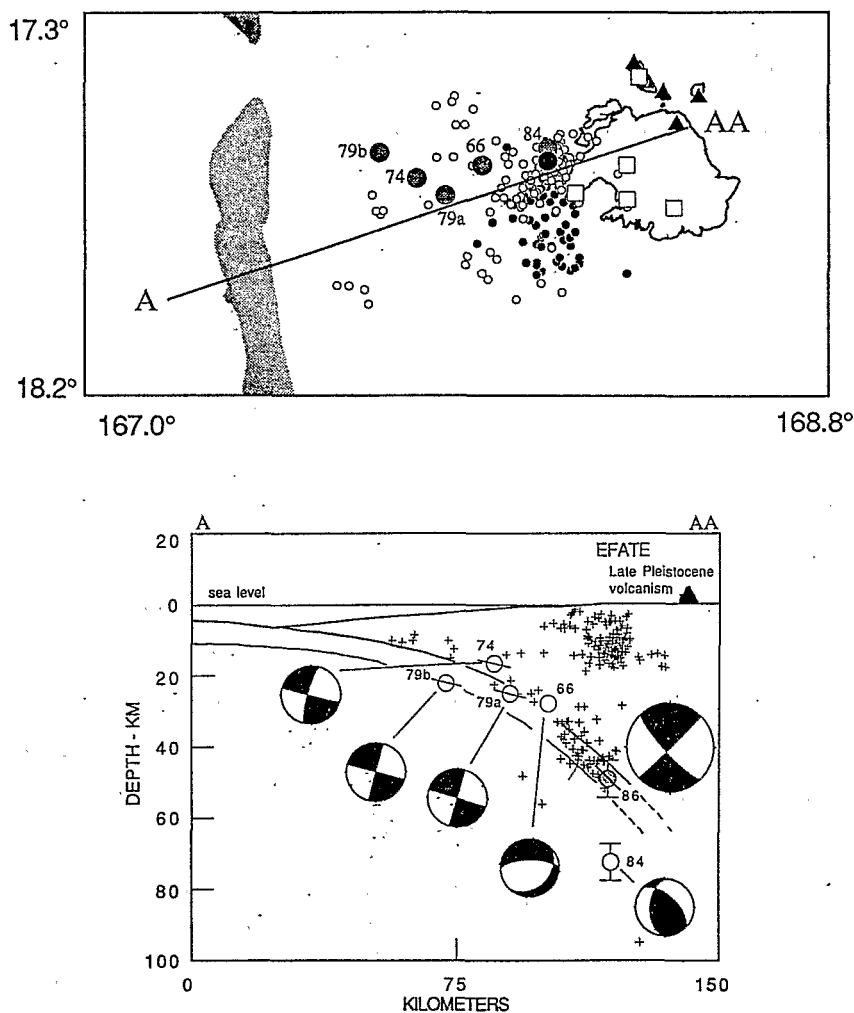 17.3°
84
AA
79b
66
74
79a
A
18.2°
167.0°
168.8°
A
AA
20
EFATE
Late Pleistocene
volcanism
sea level
0
74
20
79b
79a
66
40
86
60
84
80
100
DEPTH - KM
0
75
150
KILOMETERS